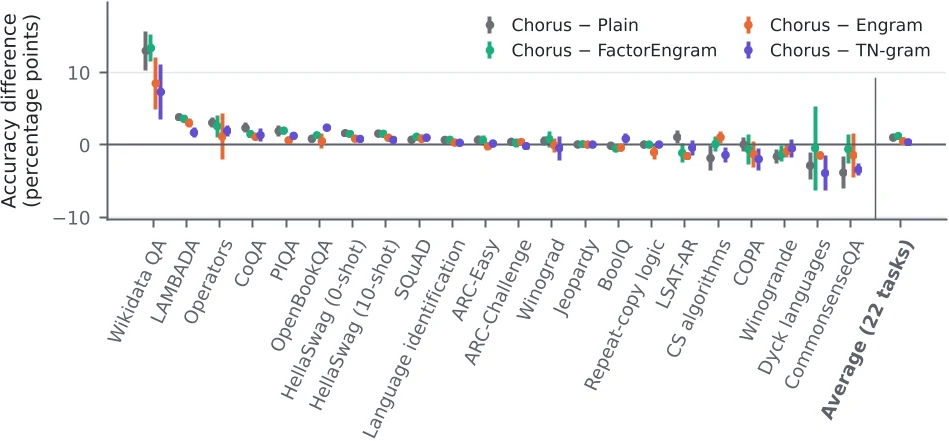 Accuracy difference
(percentage points)
10
0
−10
Chorus − Plain
Chorus − FactorEngram
Chorus − Engram
Chorus − TN-gram
Wikidata QA
LAMBADA
Operators
CoQA
PIQA
OpenBookQA
HellaSwag (0-shot)
HellaSwag (10-shot)
SQuAD
Language identification
ARC-Easy
ARC-Challenge
Winograd
Jeopardy
BoolQ
Repeat-copy logic
LSAT-AR
CS algorithms
COPA
Winogrande
Dyck languages
CommonsenseQA
Average (22 tasks)